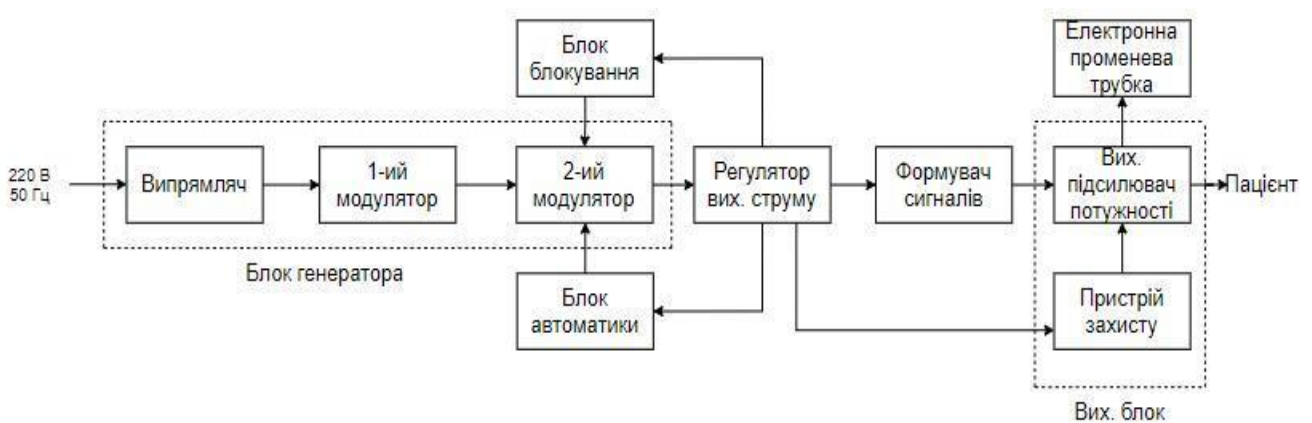 Блок
блокування
Електронна
променева
трубка
220 В
50 Гц
Випрямляч
1-ий
модулятор
2-ий
модулятор
Регулятор
вих. струму
Формувач
сигналів
Вих.
підсилювач
потужності
Пацієнт
Блок генератора
Блок
автоматики
Пристрій
захисту
Вих. блок